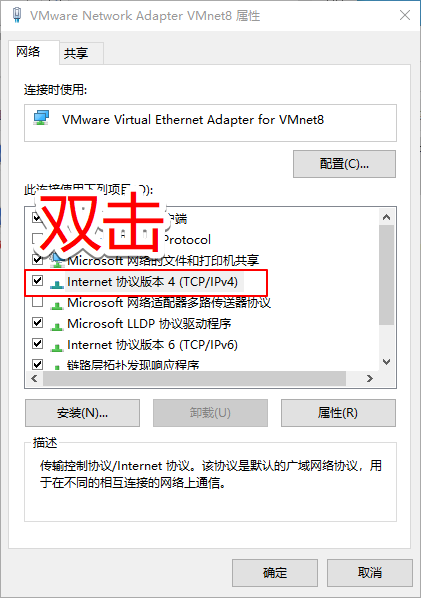 VMware Network Adapter VMnet8 属性
网络
共享
连接时使用:
VMware Virtual Ethernet Adapter for VMnet8
配置(C)...
此连接使用下列项目(O):
双击
户端
Protocol
Microsoft 网络的文件和打印机共享
Internet 协议版本 4 (TCP/IPv4)
Microsoft 网络适配器多路传送器协议
Microsoft LLDP 协议驱动程序
Internet 协议版本 6 (TCP/IPv6)
链路层拓扑发现响应程序
安装(N)...
卸载(U)
属性(R)
描述
传输控制协议/Internet 协议。该协议是默认的广域网络协议，用
于在不同的相互连接的网络上通信。
确定
取消